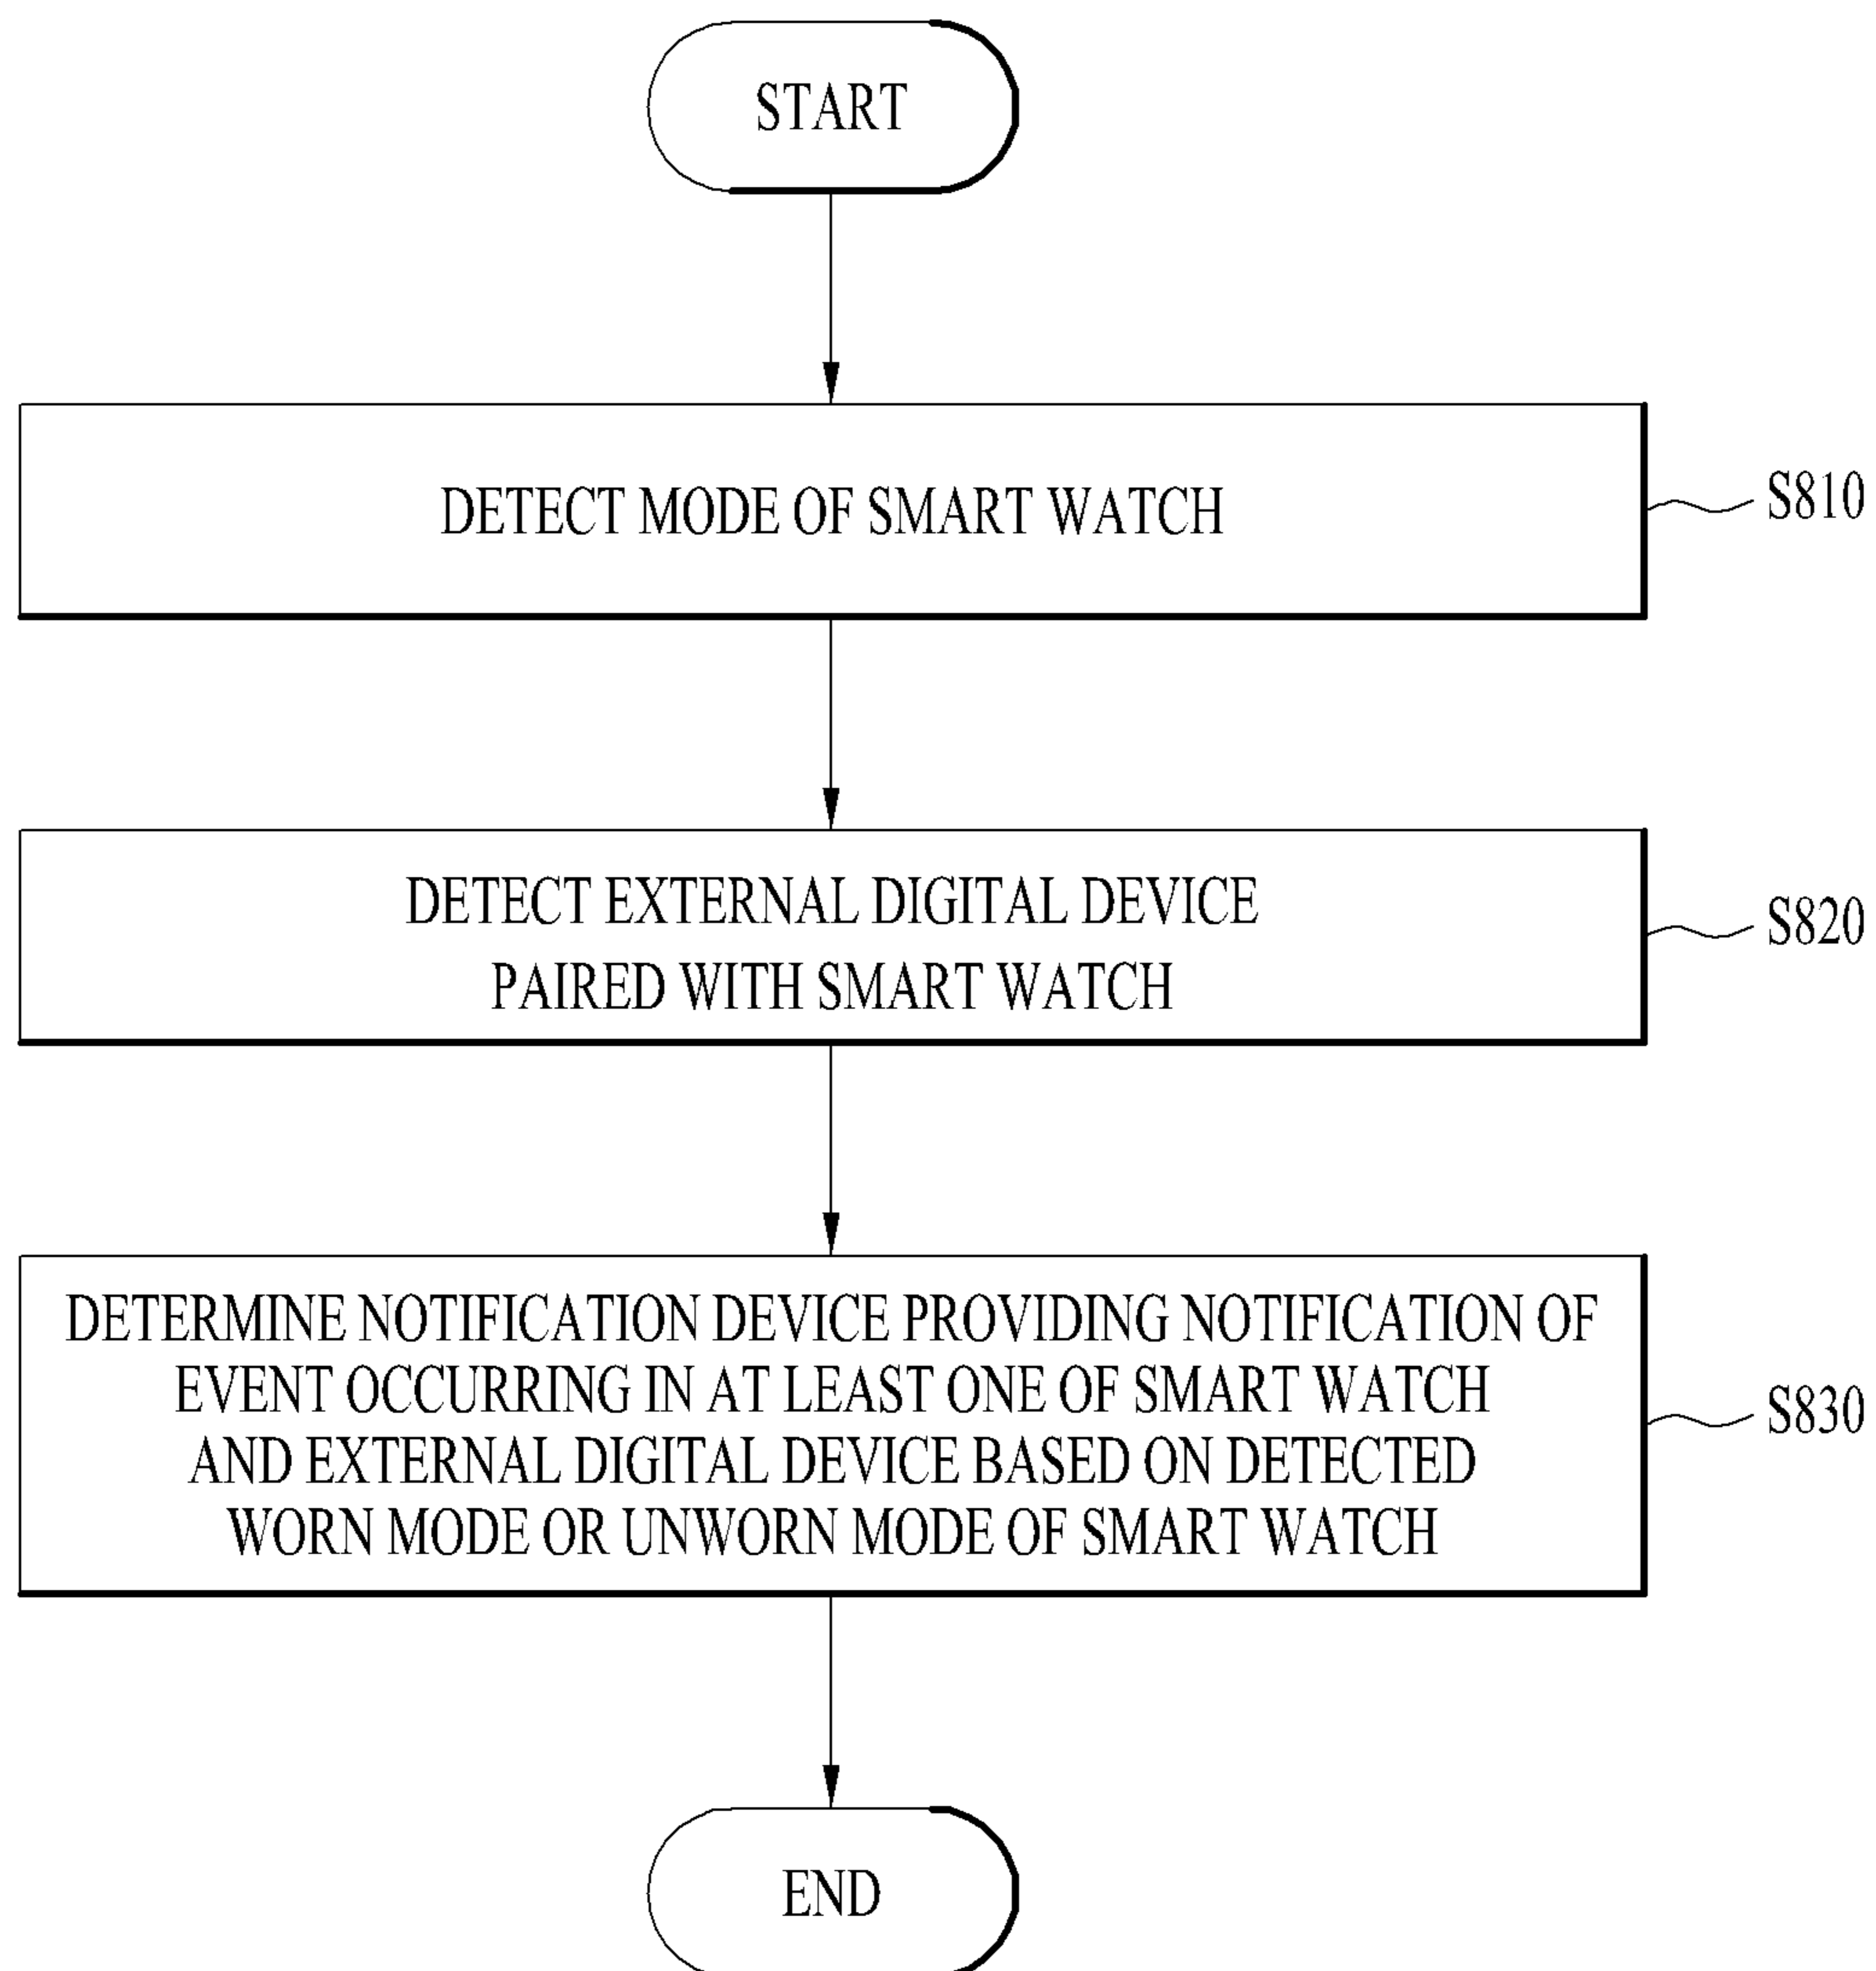 START
DETECT MODE OF SMART WATCH
S810
DETECT EXTERNAL DIGITAL DEVICE
PAIRED WITH SMART WATCH
S820
DETERMINE NOTIFICATION DEVICE PROVIDING NOTIFICATION OF
EVENT OCCURRING IN AT LEAST ONE OF SMART WATCH
AND EXTERNAL DIGITAL DEVICE BASED ON DETECTED
WORN MODE OR UNWORN MODE OF SMART WATCH
S830
END